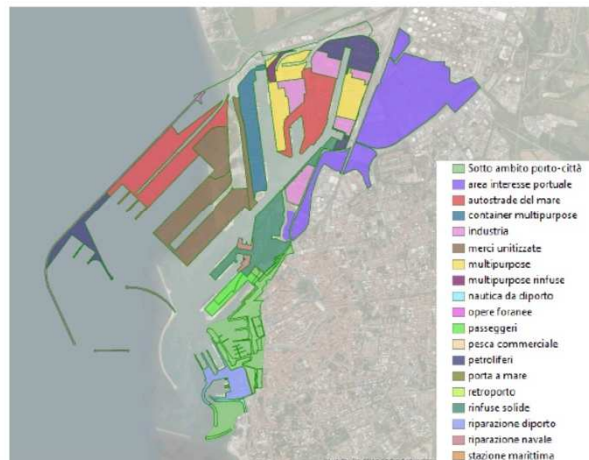 Sotto ambito porto-città
area interesse portuale
autostrade del mare
container multipurpose
industria
merci unitizzate
multipurpose
multipurpose rinfuse
nautica da diporto
opere foranee
passeggeri
pesca commerciale
petroliferi
porta a mare
retroporto
rinfuse solide
riparazione diporto
riparazione navale
stazione marittima